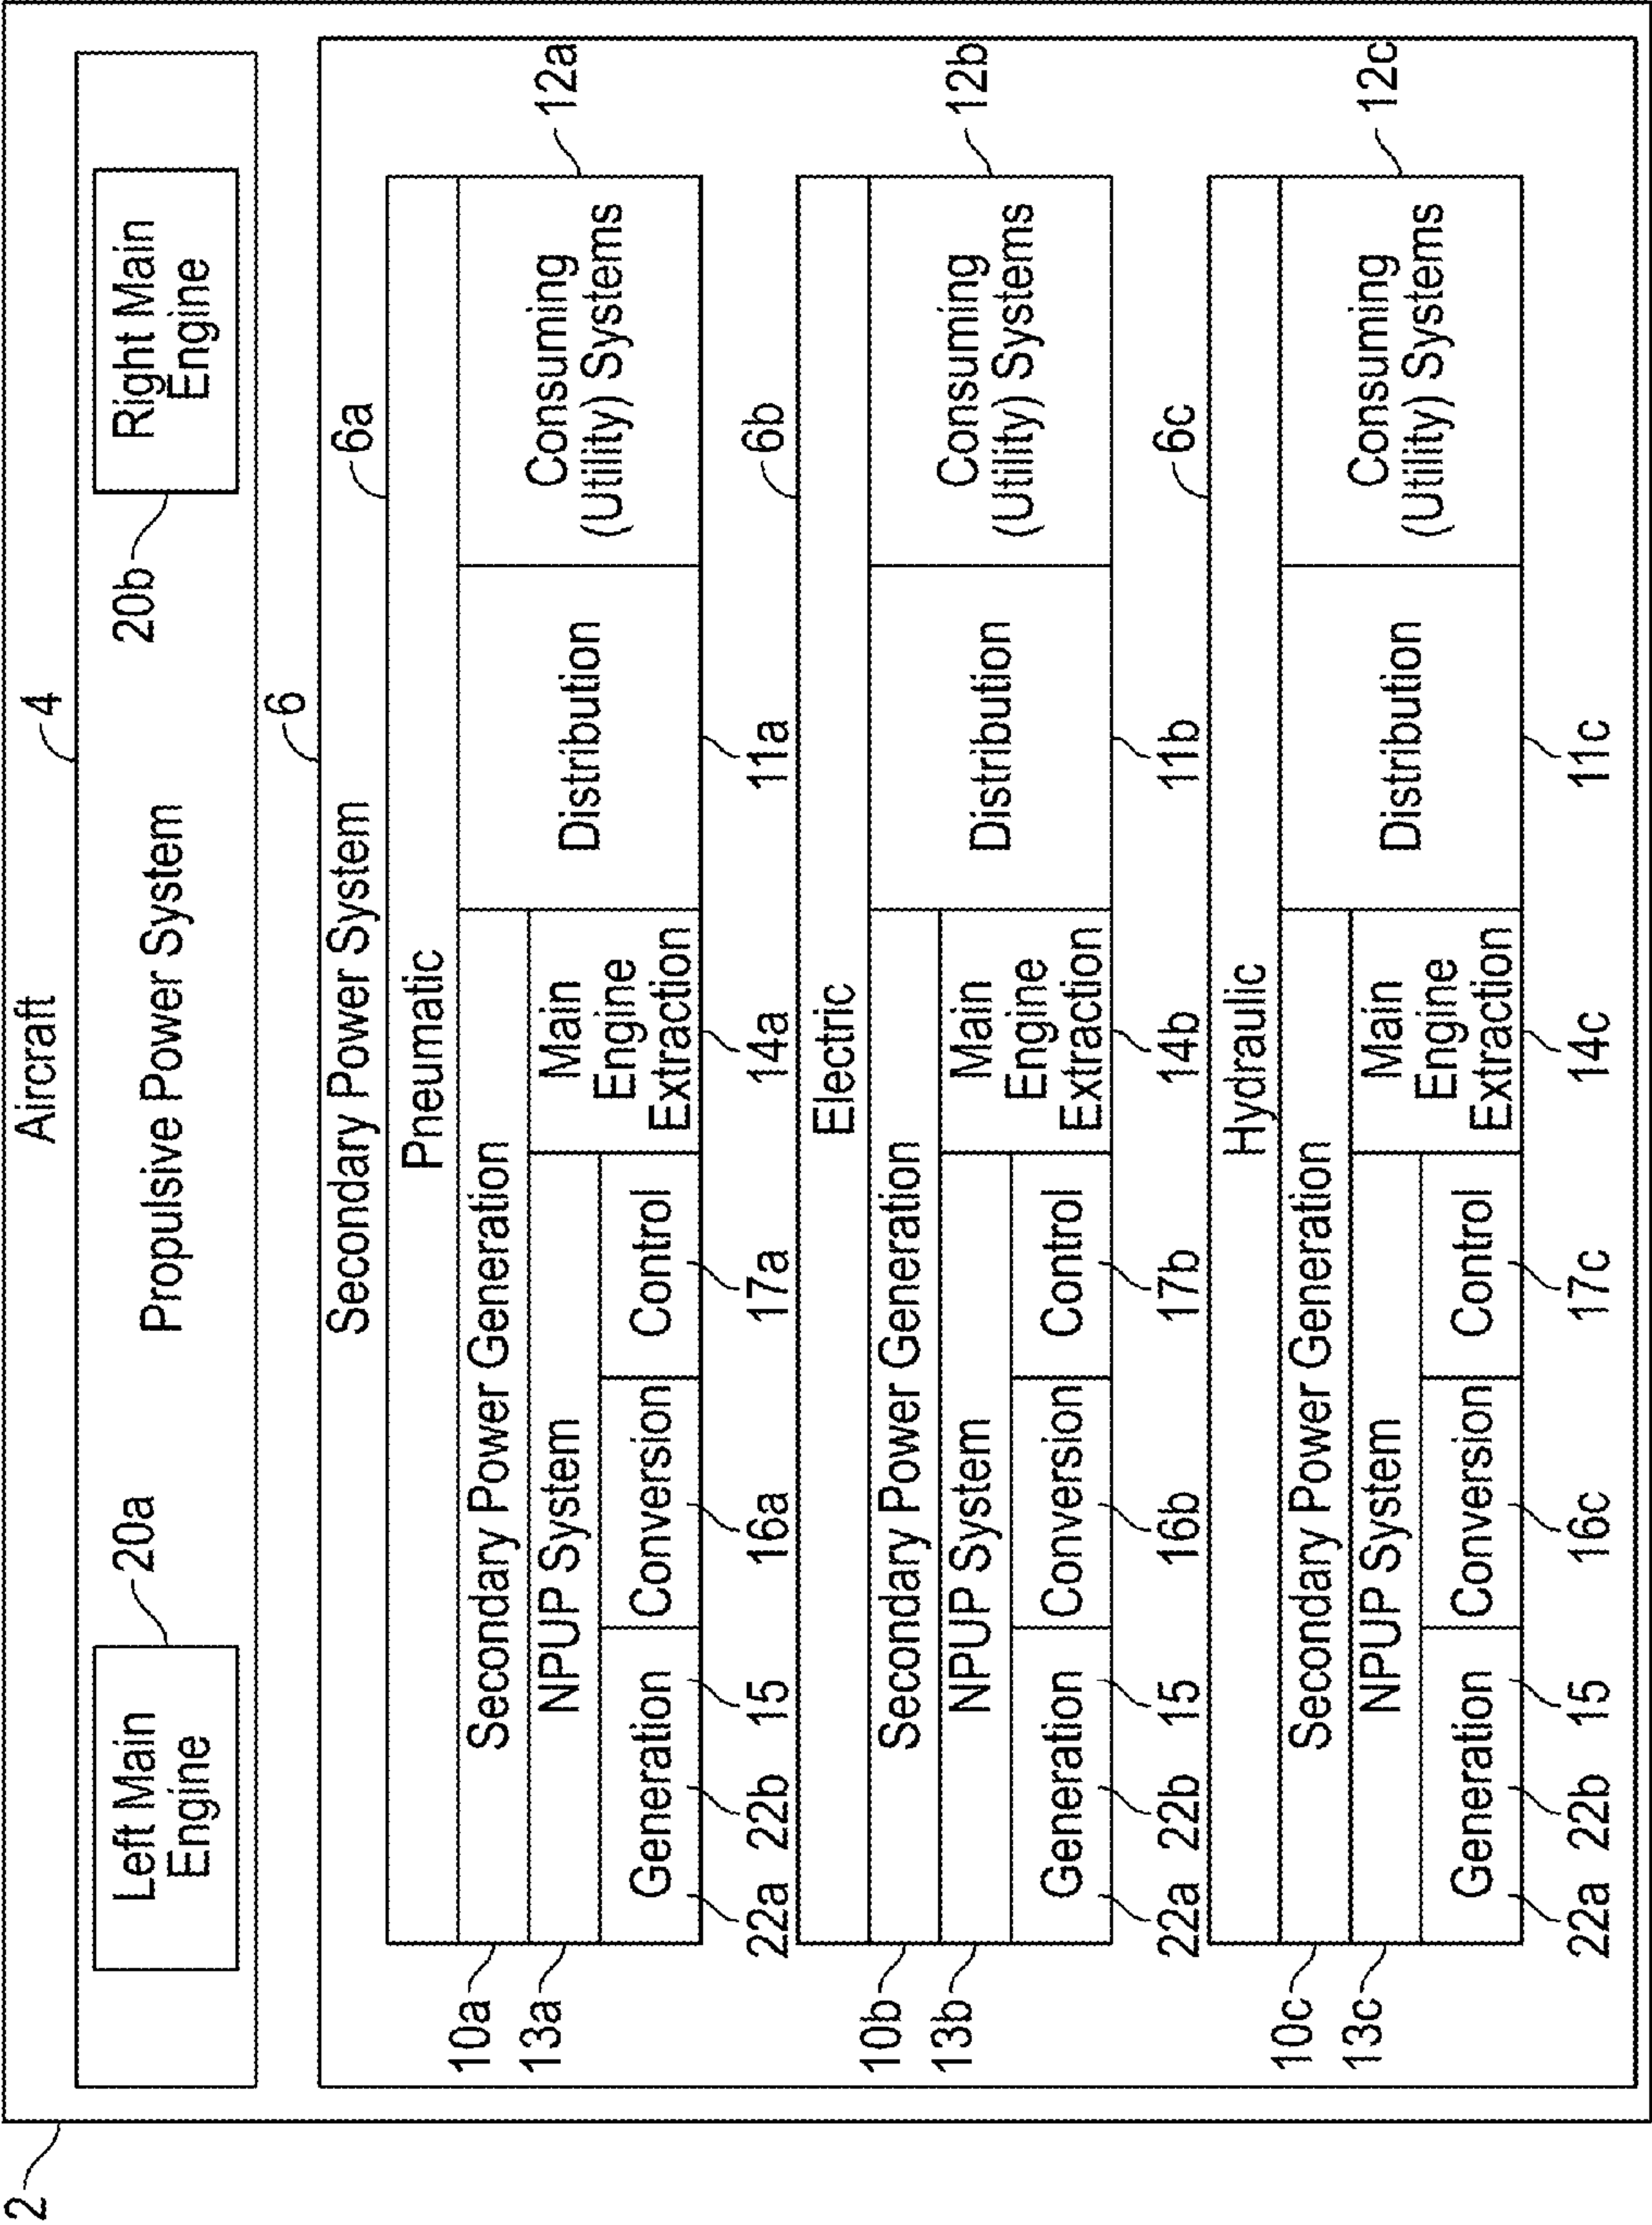 2
Aircraft
4
Left Main
Engine
20a
Propulsive Power System
20b
Right Main
Engine
6
Secondary Power System
6a
Pneumatic
10a
Secondary Power Generation
13a
NPUP System
Generation
Conversion
Control
Main
Engine
Extraction
Distribution
Consuming
(Utility) Systems
12a
22a
22b
15
16a
17a
14a
11a
6b
Electric
10b
Secondary Power Generation
13b
NPUP System
Generation
Conversion
Control
Main
Engine
Extraction
Distribution
Consuming
(Utility) Systems
12b
22a
22b
15
16b
17b
14b
11b
6c
Hydraulic
10c
Secondary Power Generation
13c
NPUP System
Generation
Conversion
Control
Main
Engine
Extraction
Distribution
Consuming
(Utility) Systems
12c
22a
22b
15
16c
17c
14c
11c